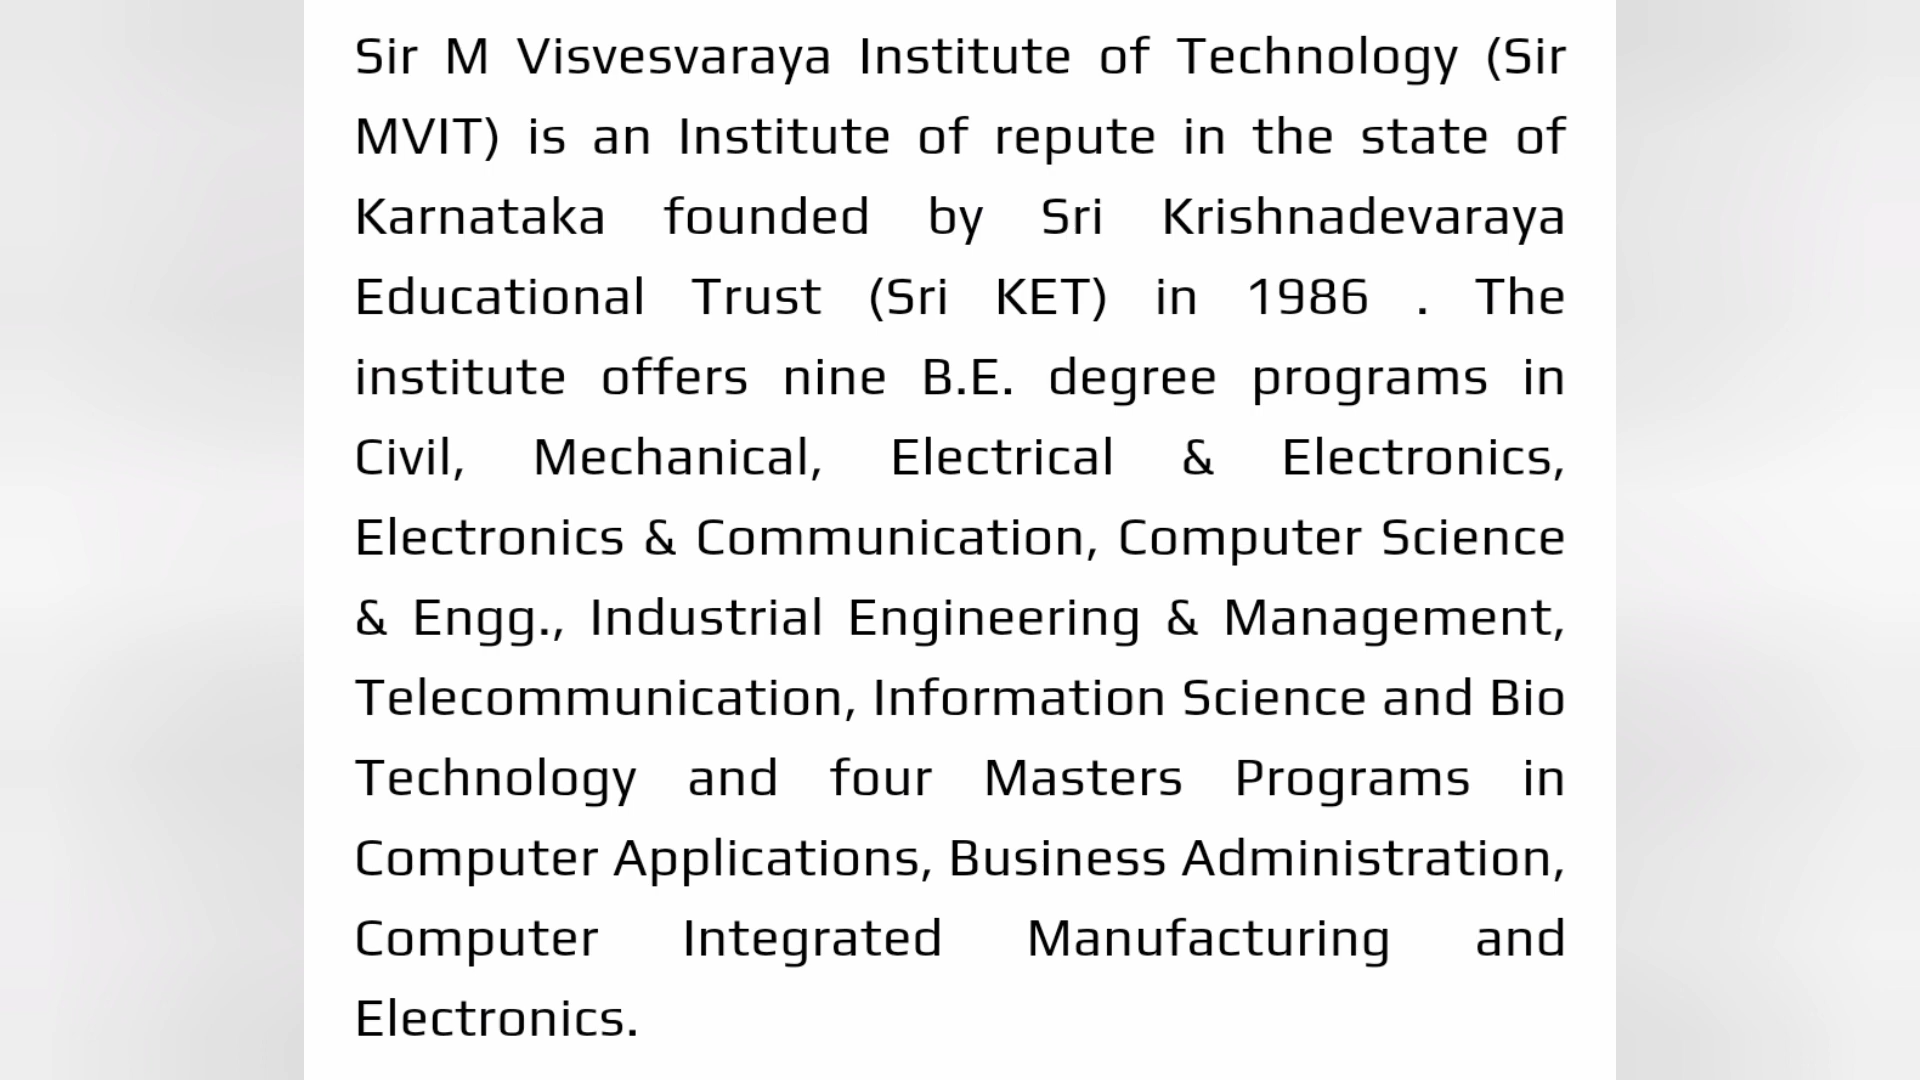 Sir M Visvesvaraya Institute of Technology (Sir
MVIT) is an Institute of repute in the state of
Karnataka founded by Sri Krishnadevaraya
Educational Trust (Sri KET) in 1986 . The
institute offers nine B.E. degree programs in
Civil, Mechanical, Electrical & Electronics,
Electronics & Communication, Computer Science
& Engg., Industrial Engineering & Management,
Telecommunication, Information Science and Bio
Technology and four Masters Programs in
Computer Applications, Business Administration,
Computer Integrated Manufacturing and
Electronics.